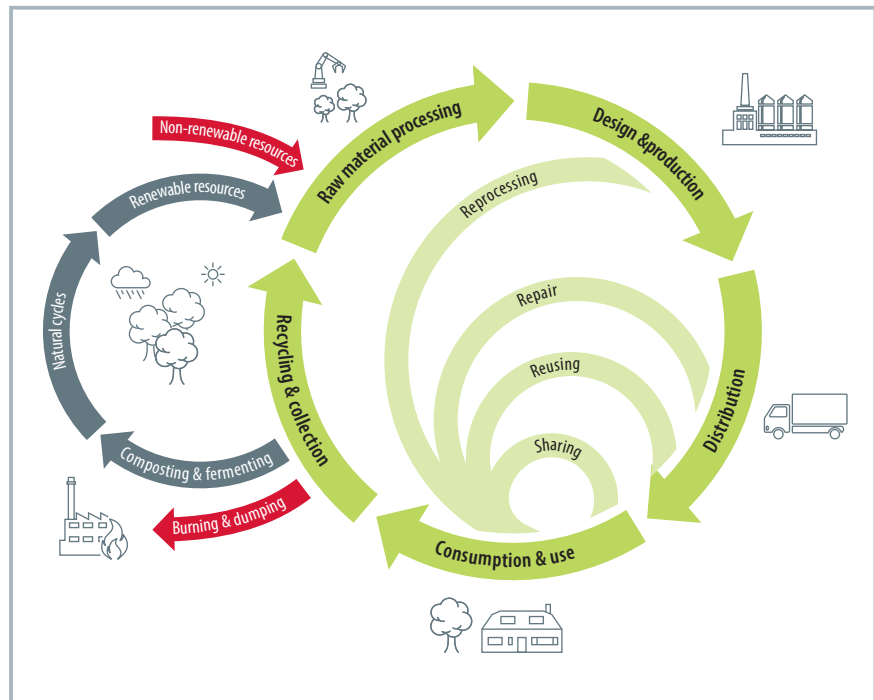 Non-renewable resources
Raw material processing
Design &production
Renewable resources
Reprocessing
Natural cycles
Repair
Recycling & collection
Reusing
Distribution
Sharing
Composting & fermenting
Burning & dumping
Consumption & use